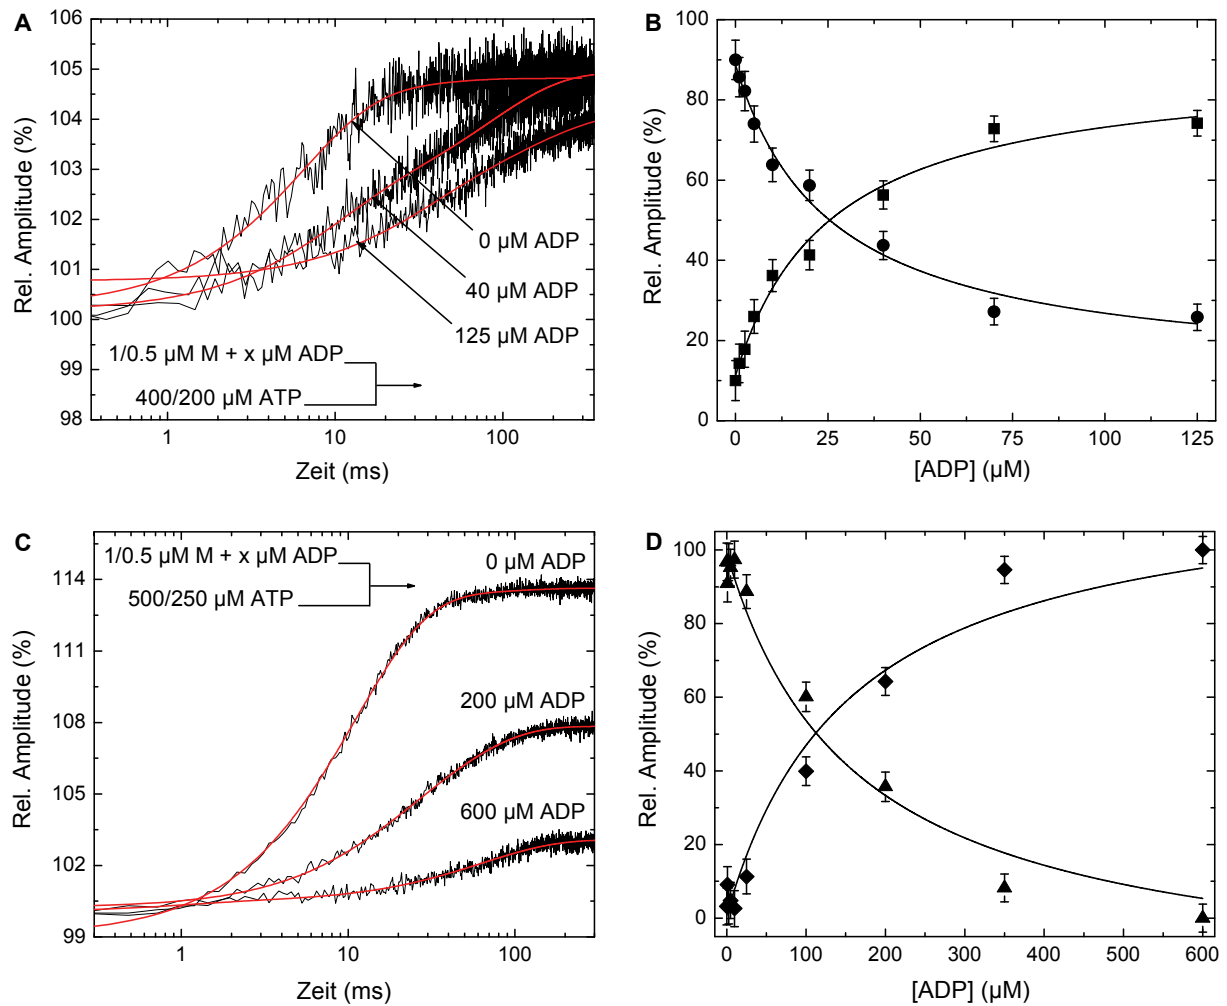 A
106
105
104
103
102
101
100
99
98
Rel. Amplitude (%)
0 µM ADP
40 µM ADP
125 µM ADP
1/0.5 µM M + x µM ADP
400/200 µM ATP
1
10
100
Zeit (ms)
B
100
80
60
40
20
0
Rel. Amplitude (%)
0
25
50
75
100
125
[ADP] (µM)
C
114
111
108
105
102
99
Rel. Amplitude (%)
1/0.5 µM M + x µM ADP
500/250 µM ATP
0 µM ADP
200 µM ADP
600 µM ADP
1
10
100
Zeit (ms)
D
100
80
60
40
20
0
Rel. Amplitude (%)
0
100
200
300
400
500
600
[ADP] (µM)